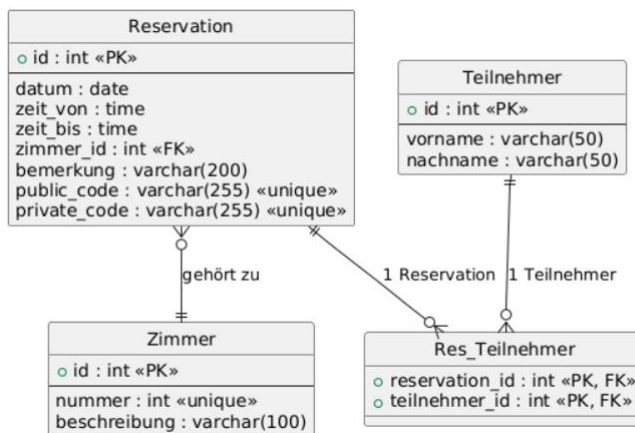 Reservation
id : int «PK»
datum : date
zeit_von : time
zeit_bis : time
zimmer_id : int «FK»
bemerkung : varchar(200)
public_code : varchar(255) «unique»
private_code : varchar(255) «unique»
Teilnehmer
id : int «PK»
vorname : varchar(50)
nachname : varchar(50)
gehört zu
1 Reservation
1 Teilnehmer
Zimmer
id : int «PK»
nummer : int «unique»
beschreibung : varchar(100)
Res_Teilnehmer
reservation_id : int «PK, FK»
teilnehmer_id : int «PK, FK»